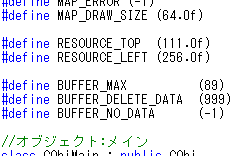 #define MAP_ERROR (-1)
#define MAP_DRAW_SIZE (64.0f)
#define RESOURCE_TOP (111.0f)
#define RESOURCE_LEFT (256.0f)
#define BUFFER_MAX (89)
#define BUFFER_DELETE_DATA (999)
#define BUFFER_NO_DATA (-1)
//オブジェクト:メイン
class CObjMain : public CObj